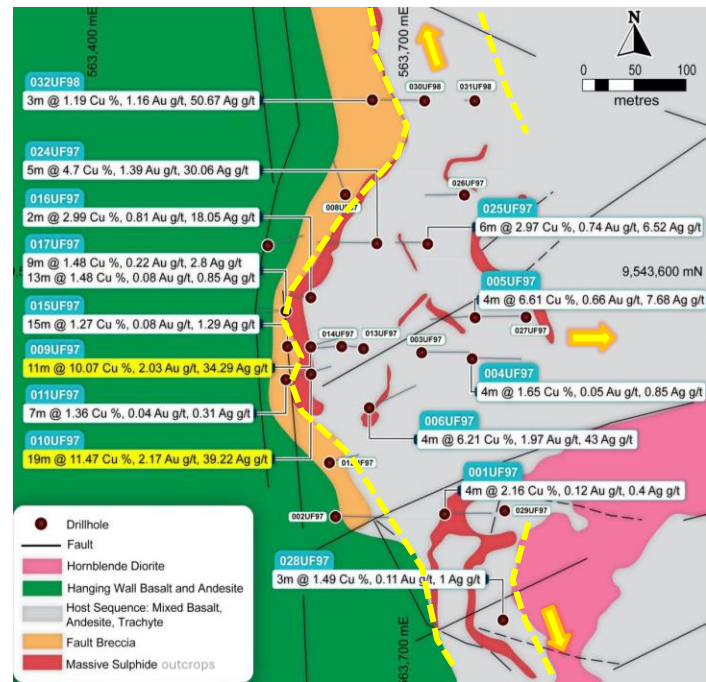 563,400 mE
563,700 mE
N
0 50 100
metres
032UF98
3m @ 1.19 Cu %, 1.16 Au g/t, 50.67 Ag g/t
030UF98
031UF98
024UF97
5m @ 4.7 Cu %, 1.39 Au g/t, 30.06 Ag g/t
026UF97
016UF97
2m @ 2.99 Cu %, 0.81 Au g/t, 18.05 Ag g/t
025UF97
6m @ 2.97 Cu %, 0.74 Au g/t, 6.52 Ag g/t
017UF97
9m @ 1.48 Cu %, 0.22 Au g/t, 2.8 Ag g/t
13m @ 1.48 Cu %, 0.08 Au g/t, 0.85 Ag g/t
9,543,600 mN
005UF97
4m @ 6.61 Cu %, 0.66 Au g/t, 7.68 Ag g/t
027UF97
015UF97
15m @ 1.27 Cu %, 0.08 Au g/t, 1.29 Ag g/t
014UF97
013UF97
003UF97
009UF97
11m @ 10.07 Cu %, 2.03 Au g/t, 34.29 Ag g/t
004UF97
4m @ 1.65 Cu %, 0.05 Au g/t, 0.85 Ag g/t
011UF97
7m @ 1.36 Cu %, 0.04 Au g/t, 0.31 Ag g/t
006UF97
4m @ 6.21 Cu %, 1.97 Au g/t, 43 Ag g/t
010UF97
19m @ 11.47 Cu %, 2.17 Au g/t, 39.22 Ag g/t
001UF97
4m @ 2.16 Cu %, 0.12 Au g/t, 0.4 Ag g/t
002UF97
029UF97
028UF97
3m @ 1.49 Cu %, 0.11 Au g/t, 1 Ag g/t
563,700 mE
Drillhole
Fault
Hornblende Diorite
Hanging Wall Basalt and Andesite
Host Sequence: Mixed Basalt,
Andesite, Trachyte
Fault Breccia
Massive Sulphide outcrops